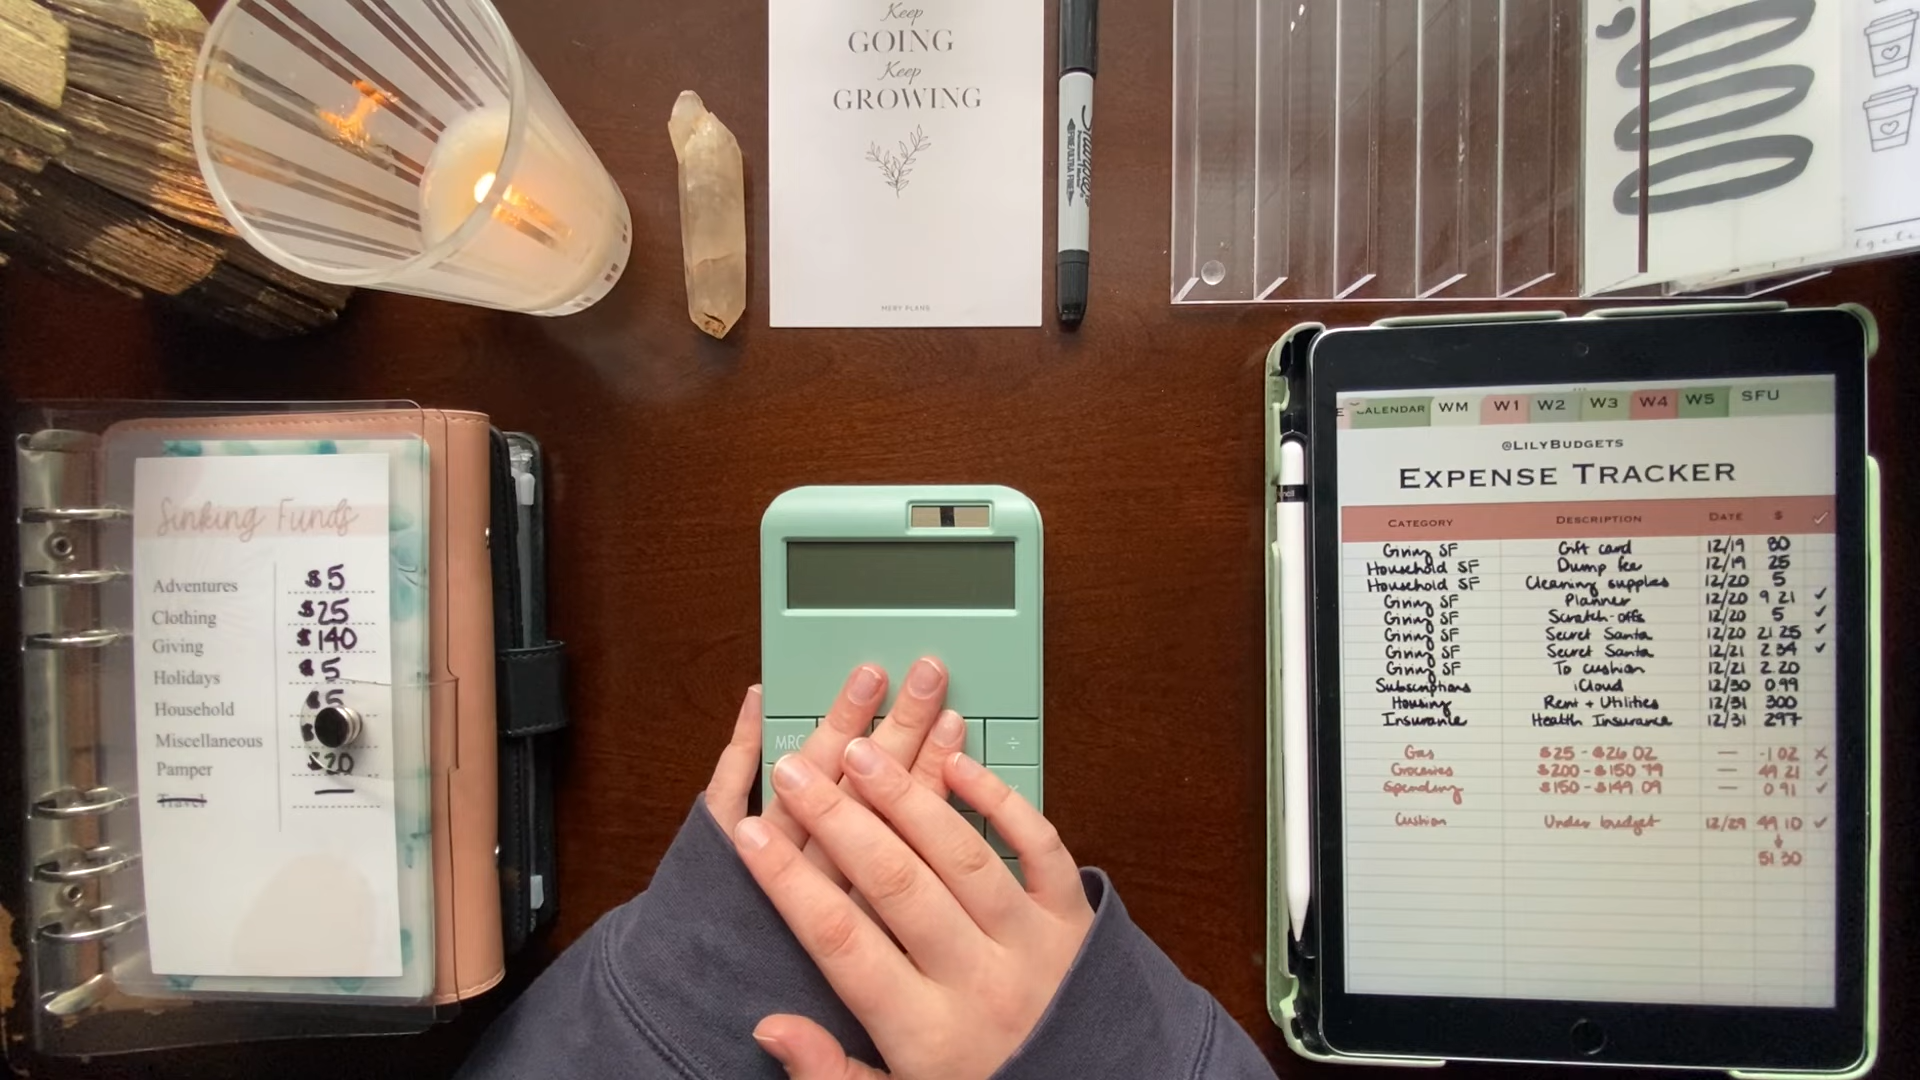 Keep
GOING
Keep
GROWING
MERY PLANS
Sharpie
Sinking Funds
Adventures $5
Clothing $25
Giving $140
Holidays $5
Household $5
Miscellaneous $
Pamper $20
Travel —
MRC ÷
CALENDAR WM W1 W2 W3 W4 W5 SFU
@LILYBUDGETS
EXPENSE TRACKER
CATEGORY DESCRIPTION DATE $ ✓
Giving SF Gift card 12/19 80
Household SF Dump fee 12/19 25
Household SF Cleaning supplies 12/20 5
Giving SF Planner 12/20 9 21 ✓
Giving SF Scratch-offs 12/20 5 ✓
Giving SF Secret Santa 12/20 21 25 ✓
Giving SF Secret Santa 12/21 2 34 ✓
Giving SF To cushion 12/21 2 20
Subscriptions iCloud 12/30 0.99
Housing Rent + Utilities 12/31 300
Insurance Health Insurance 12/31 297
Gas $25 - $26 02 — -1 02 ×
Groceries $200 - $150 79 — 49 21 ✓
Spending $150 - $149 09 — 0 91 ✓
Cushion Under budget 12/29 49 10 ✓
51 30